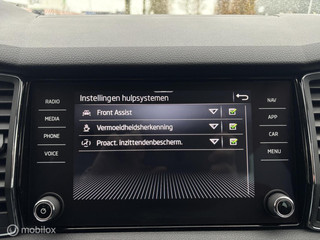 Instellingen hulpsystemen
RADIO
MEDIA
PHONE
VOICE
Front Assist
Vermoeidheidsherkenning
Proact. inzittendenbescherm.
NAV
APP
CAR
MENU
© Mobilox